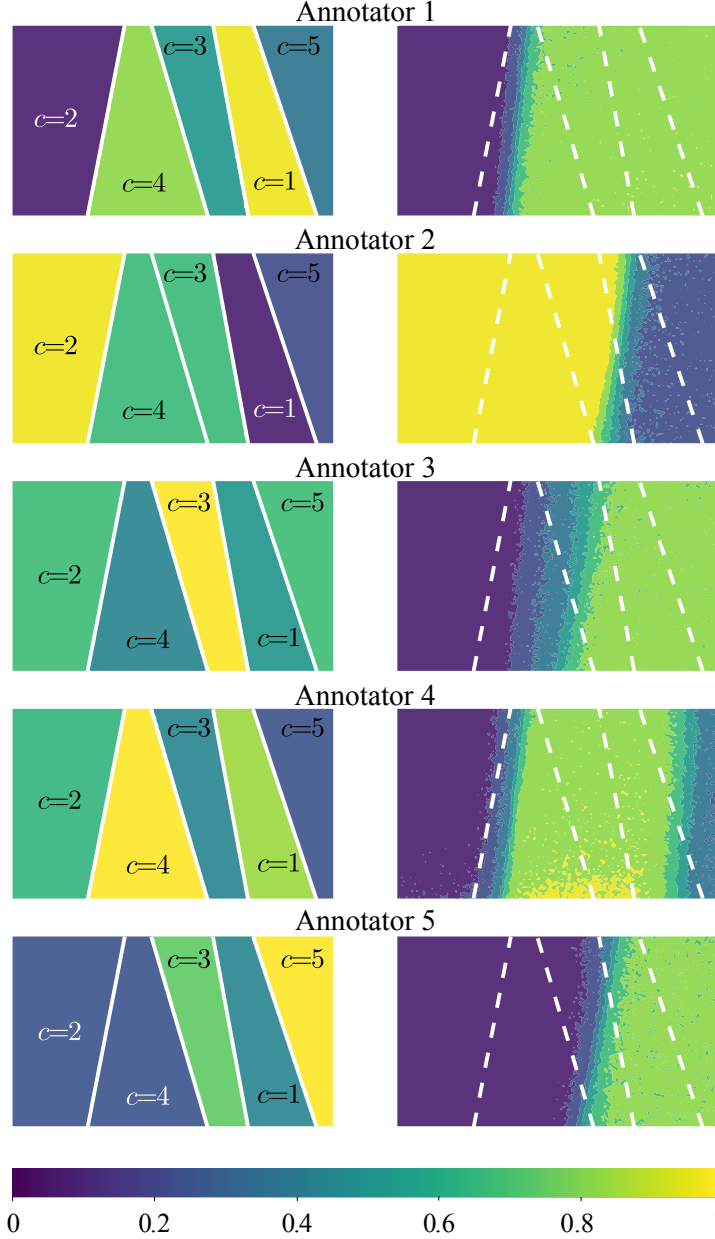 Annotator 1
c=3 c=5
c=2
c=4 c=1
Annotator 2
c=3 c=5
c=2
c=4 c=1
Annotator 3
c=3 c=5
c=2
c=4 c=1
Annotator 4
c=3 c=5
c=2
c=4 c=1
Annotator 5
c=3 c=5
c=2
c=4 c=1
0 0.2 0.4 0.6 0.8